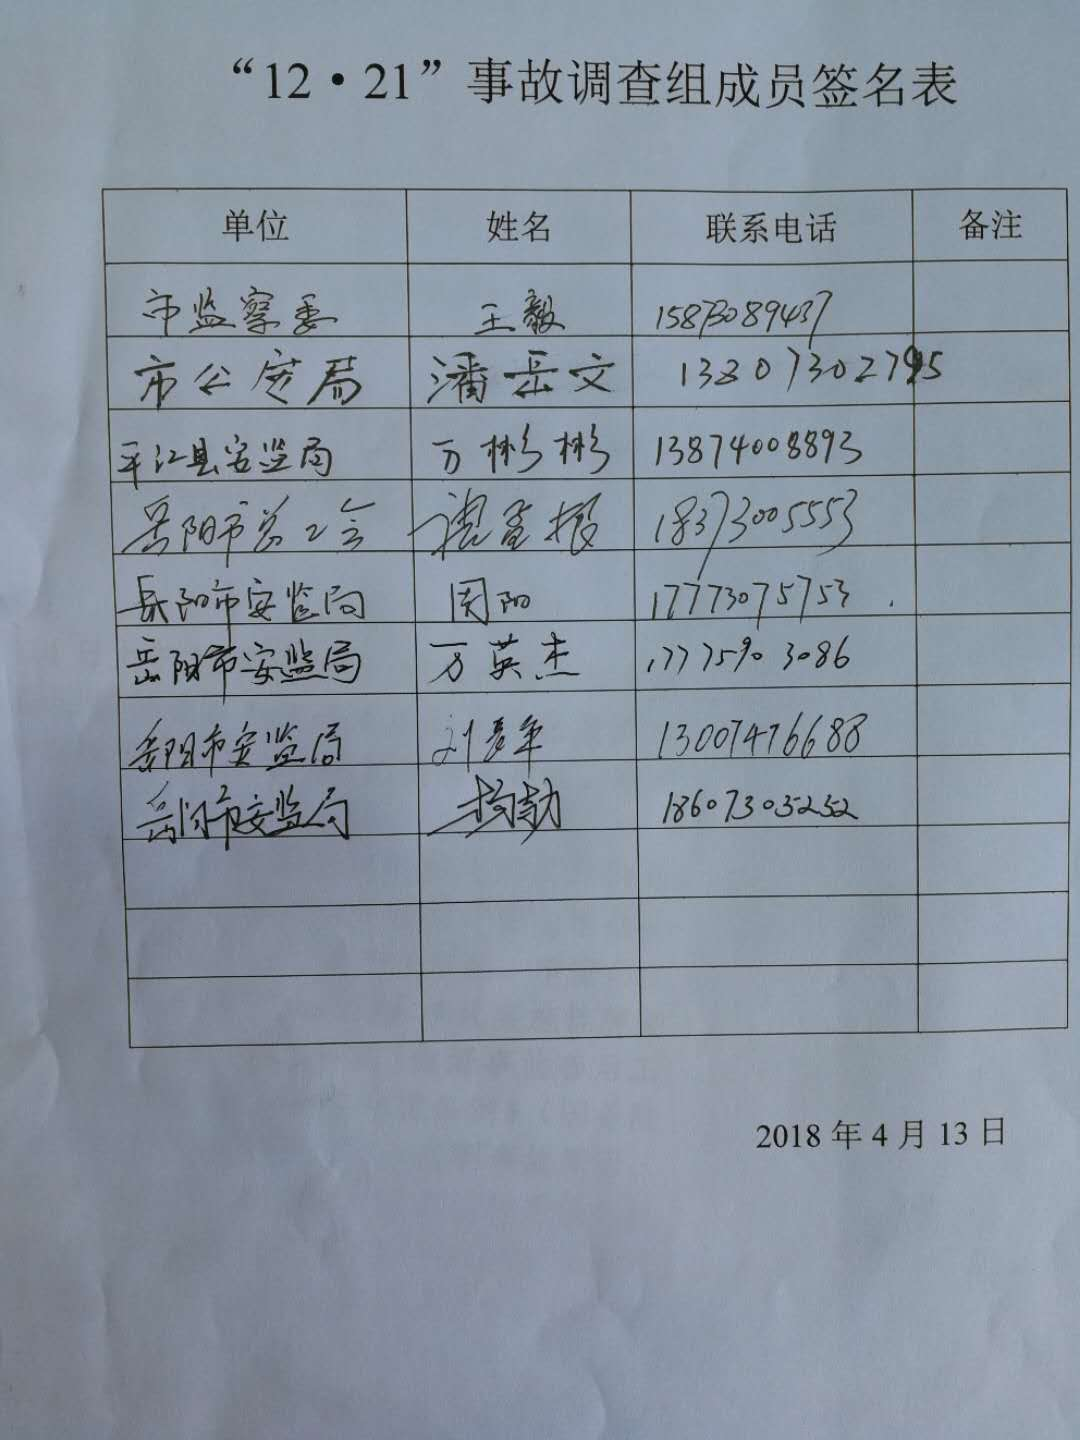 “12·21”事故调查组成员签名表
单位 姓名 联系电话 备注
市监察委 王毅 15873089437
市公安局 潘岳文 13807302795
平江县安监局 万彬彬 13874008893
岳阳市总工会 18373005553
岳阳市安监局 周阳 17773075753
岳阳市安监局 万英杰 17775903086
岳阳市安监局 13007476688
岳阳市安监局 18607305252
2018年4月13日